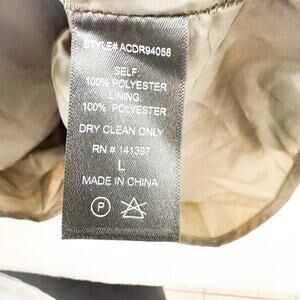 STYLE# ACDR94058
SELF:
100% POLYESTER
LINING:
100% POLYESTER
DRY CLEAN ONLY
RN # 141397
L
MADE IN CHINA
P